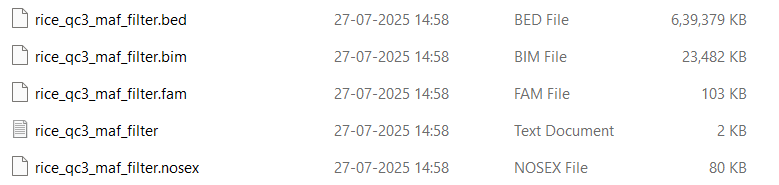 rice_qc3_maf_filter.bed 27-07-2025 14:58 BED File 6,39,379 KB
rice_qc3_maf_filter.bim 27-07-2025 14:58 BIM File 23,482 KB
rice_qc3_maf_filter.fam 27-07-2025 14:58 FAM File 103 KB
rice_qc3_maf_filter 27-07-2025 14:58 Text Document 2 KB
rice_qc3_maf_filter.nosex 27-07-2025 14:58 NOSEX File 80 KB